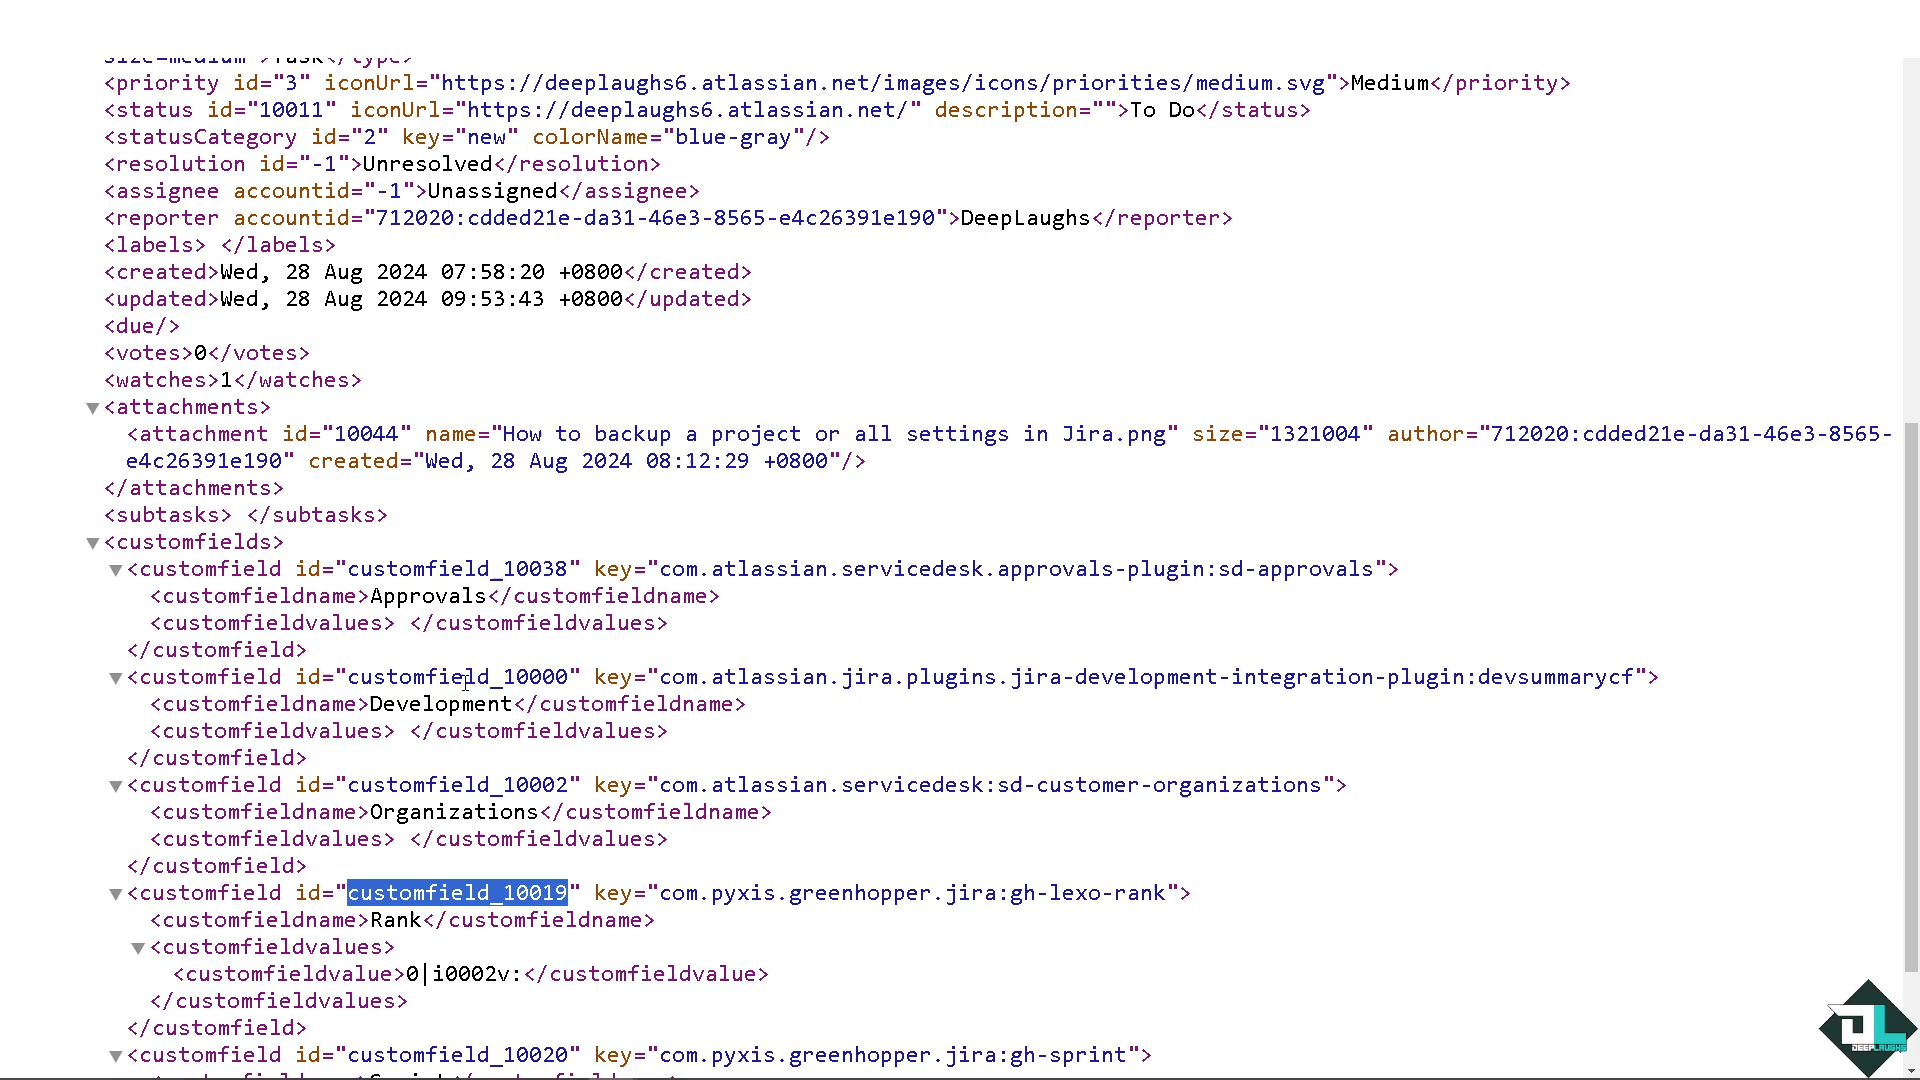 size=medium">Task</type>
<priority id="3" iconUrl="https://deeplaughs6.atlassian.net/images/icons/priorities/medium.svg">Medium</priority>
<status id="10011" iconUrl="https://deeplaughs6.atlassian.net/" description="">To Do</status>
<statusCategory id="2" key="new" colorName="blue-gray"/>
<resolution id="-1">Unresolved</resolution>
<assignee accountid="-1">Unassigned</assignee>
<reporter accountid="712020:cdded21e-da31-46e3-8565-e4c26391e190">DeepLaughs</reporter>
<labels> </labels>
<created>Wed, 28 Aug 2024 07:58:20 +0800</created>
<updated>Wed, 28 Aug 2024 09:53:43 +0800</updated>
<due/>
<votes>0</votes>
<watches>1</watches>
<attachments>
<attachment id="10044" name="How to backup a project or all settings in Jira.png" size="1321004" author="712020:cdded21e-da31-46e3-8565-
e4c26391e190" created="Wed, 28 Aug 2024 08:12:29 +0800"/>
</attachments>
<subtasks> </subtasks>
<customfields>
<customfield id="customfield_10038" key="com.atlassian.servicedesk.approvals-plugin:sd-approvals">
<customfieldname>Approvals</customfieldname>
<customfieldvalues> </customfieldvalues>
</customfield>
<customfield id="customfield_10000" key="com.atlassian.jira.plugins.jira-development-integration-plugin:devsummarycf">
<customfieldname>Development</customfieldname>
<customfieldvalues> </customfieldvalues>
</customfield>
<customfield id="customfield_10002" key="com.atlassian.servicedesk:sd-customer-organizations">
<customfieldname>Organizations</customfieldname>
<customfieldvalues> </customfieldvalues>
</customfield>
<customfield id="customfield_10019" key="com.pyxis.greenhopper.jira:gh-lexo-rank">
<customfieldname>Rank</customfieldname>
<customfieldvalues>
<customfieldvalue>0|i0002v:</customfieldvalue>
</customfieldvalues>
</customfield>
<customfield id="customfield_10020" key="com.pyxis.greenhopper.jira:gh-sprint">
DEEPLAUGHS